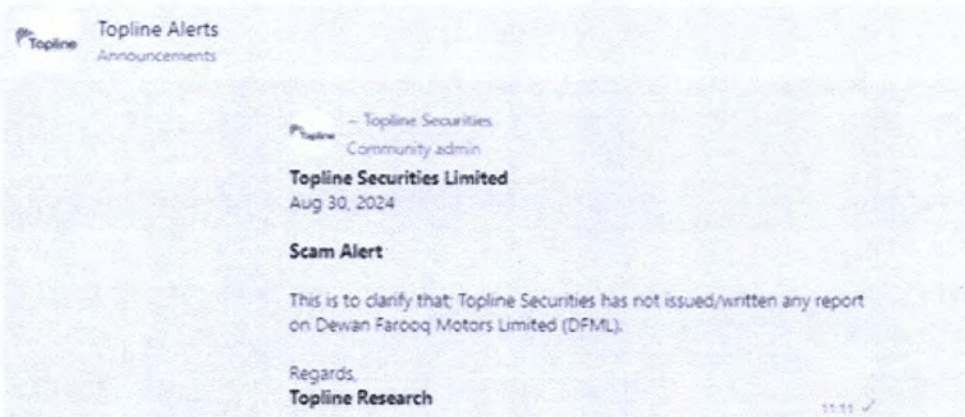 Topline
Topline Alerts
Announcements
Topline
~ Topline Securities
Community admin
Topline Securities Limited
Aug 30, 2024
Scam Alert
This is to clarify that; Topline Securities has not issued/written any report
on Dewan Farooq Motors Limited (DFML).
Regards,
Topline Research
11:11